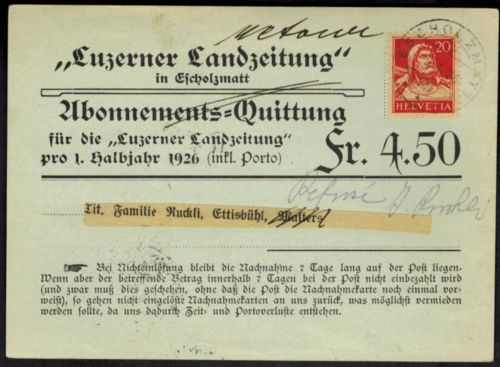 retour
„Luzerner Landzeitung"
in Escholzmatt
20
HELVETIA
Abonnements=Quittung
für die „Luzerner Landzeitung"
pro 1. Halbjahr 1926 (inkl. Porto)
Fr. 4.50
Refusé
Tit. Familie Ruckli, Ettisbühl, Malters
Bei Nichteinlösung bleibt die Nachnahme 7 Tage lang auf der Post liegen.
Wenn aber der betreffende Betrag innerhalb 7 Tagen bei der Post nicht einbezahlt wird
(und zwar muß dies geschehen, ohne daß die Post die Nachnahmekarte noch einmal vor=
weist), so gehen nicht eingelöste Nachnahmekarten an uns zurück, was möglichst vermieden
werden sollte, da uns dadurch Zeit= und Portoverluste entstehen.